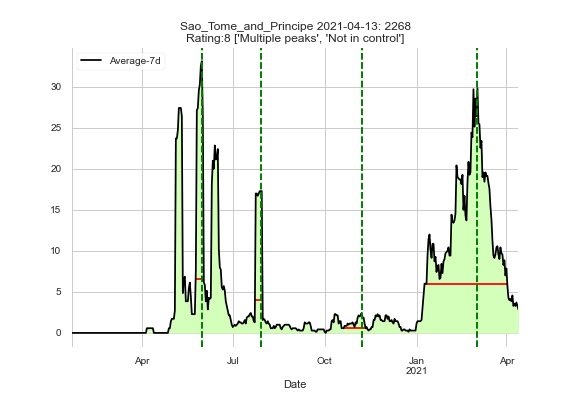 Sao_Tome_and_Principe 2021-04-13: 2268
Rating:8 ['Multiple peaks', 'Not in control']
Average-7d
30
25
20
15
10
5
0
Apr
Jul
Oct
Jan
2021
Apr
Date